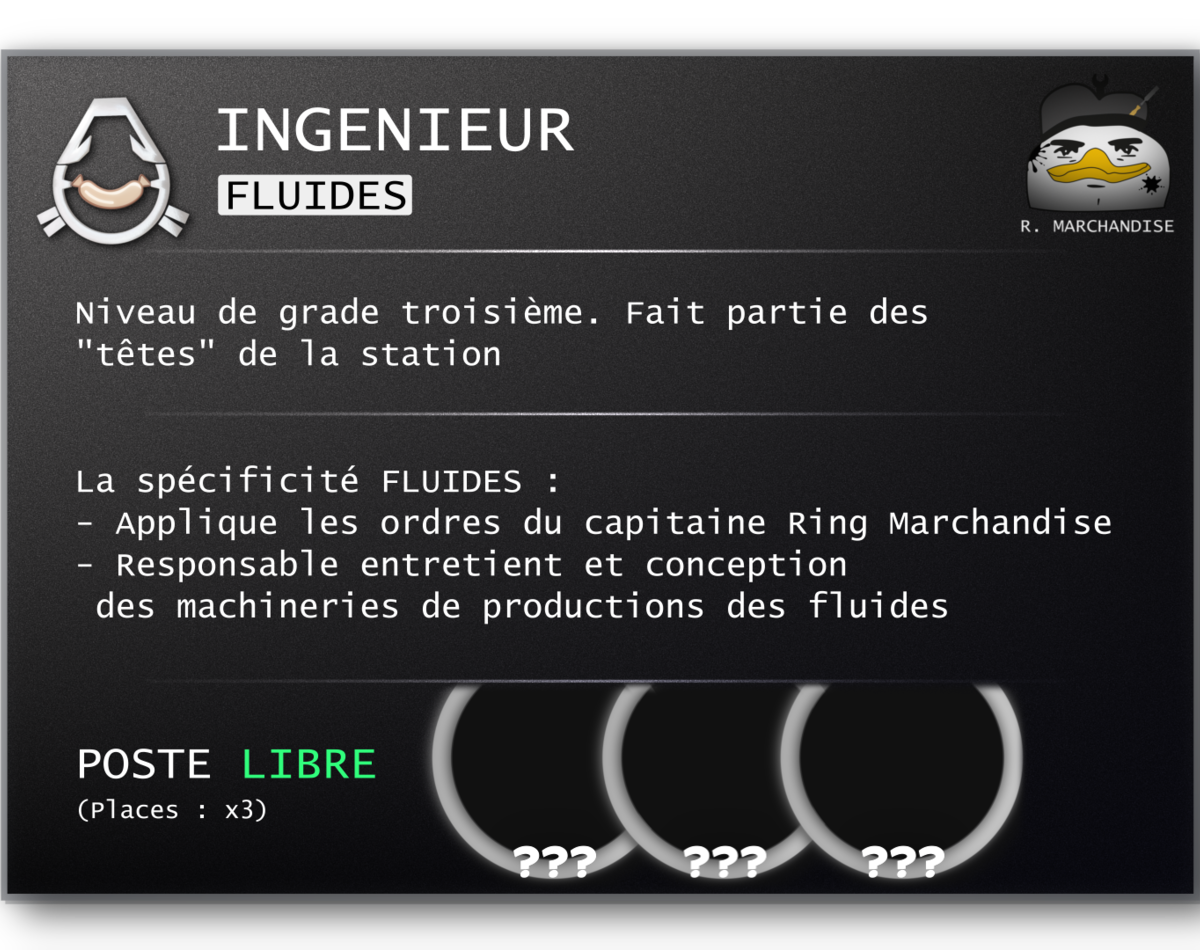 INGENIEUR
FLUIDES
R. MARCHANDISE
Niveau de grade troisième. Fait partie des
"têtes" de la station
La spécificité FLUIDES :
- Applique les ordres du capitaine Ring Marchandise
- Responsable entretient et conception
des machineries de productions des fluides
POSTE LIBRE
(Places : x3)
??? ??? ???